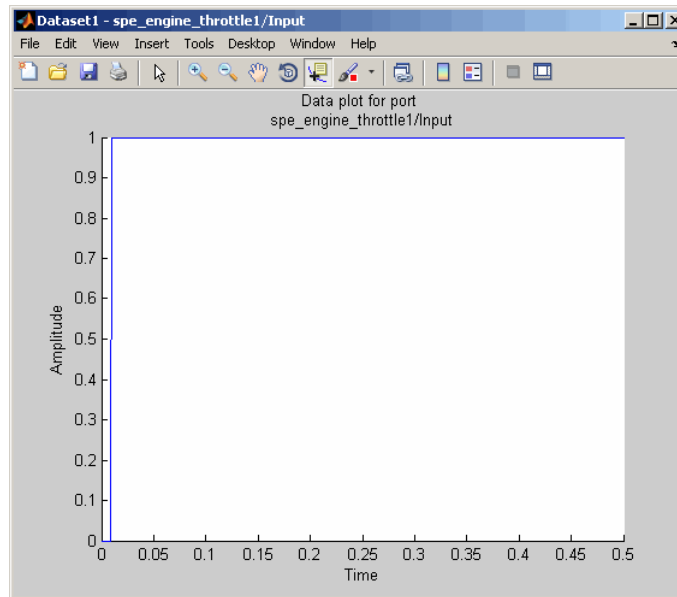 Dataset1 - spe_engine_throttle1/Input
File Edit View Insert Tools Desktop Window Help
Data plot for port
spe_engine_throttle1/Input
1
0.9
0.8
0.7
0.6
0.5
0.4
0.3
0.2
0.1
0
Amplitude
0 0.05 0.1 0.15 0.2 0.25 0.3 0.35 0.4 0.45 0.5
Time